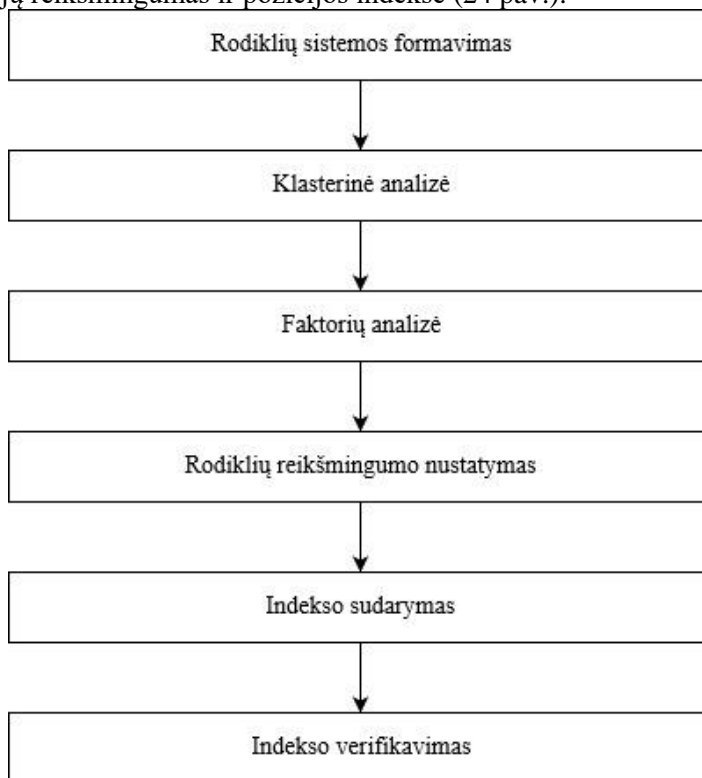 jų reikšmingumas ir pozicijos indekse (24 pav.).
Rodiklių sistemos formavimas
Klasterinė analizė
Faktorių analizė
Rodiklių reikšmingumo nustatymas
Indekso sudarymas
Indekso verifikavimas